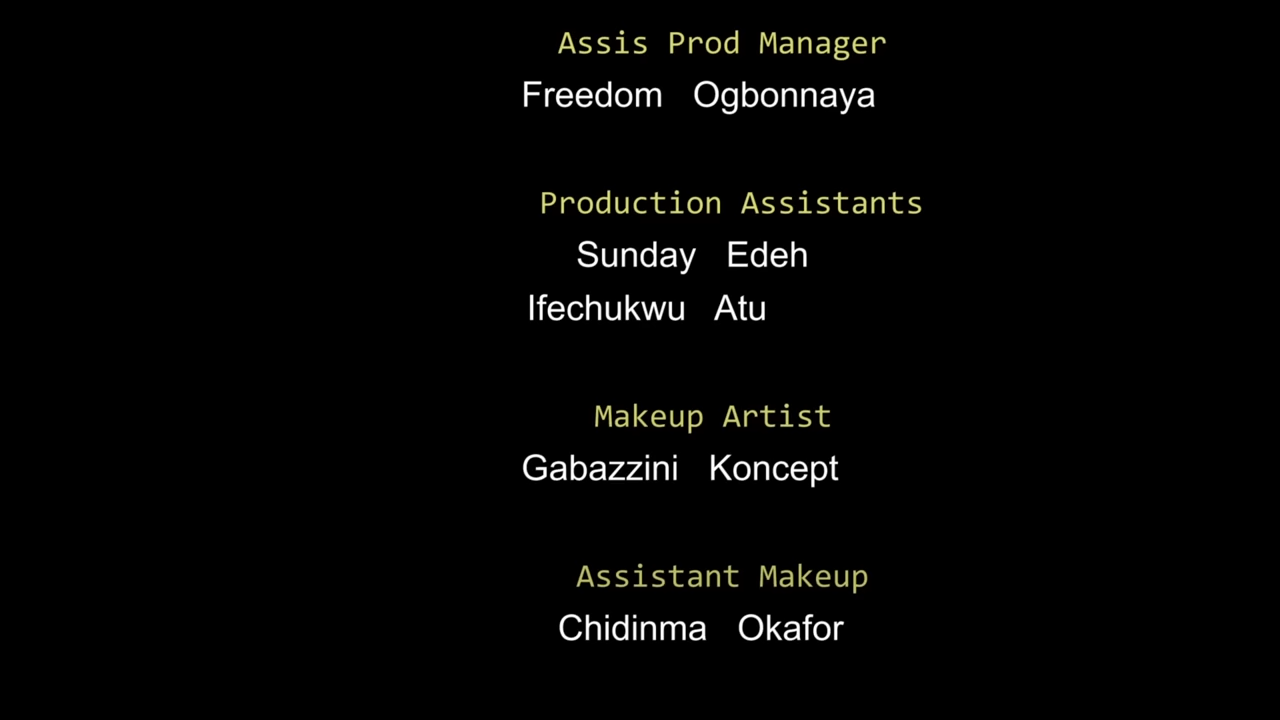 Assis Prod Manager
Freedom Ogbonnaya
Production Assistants
Sunday Edeh
Ifechukwu Atu
Makeup Artist
Gabazzini Koncept
Assistant Makeup
Chidinma Okafor